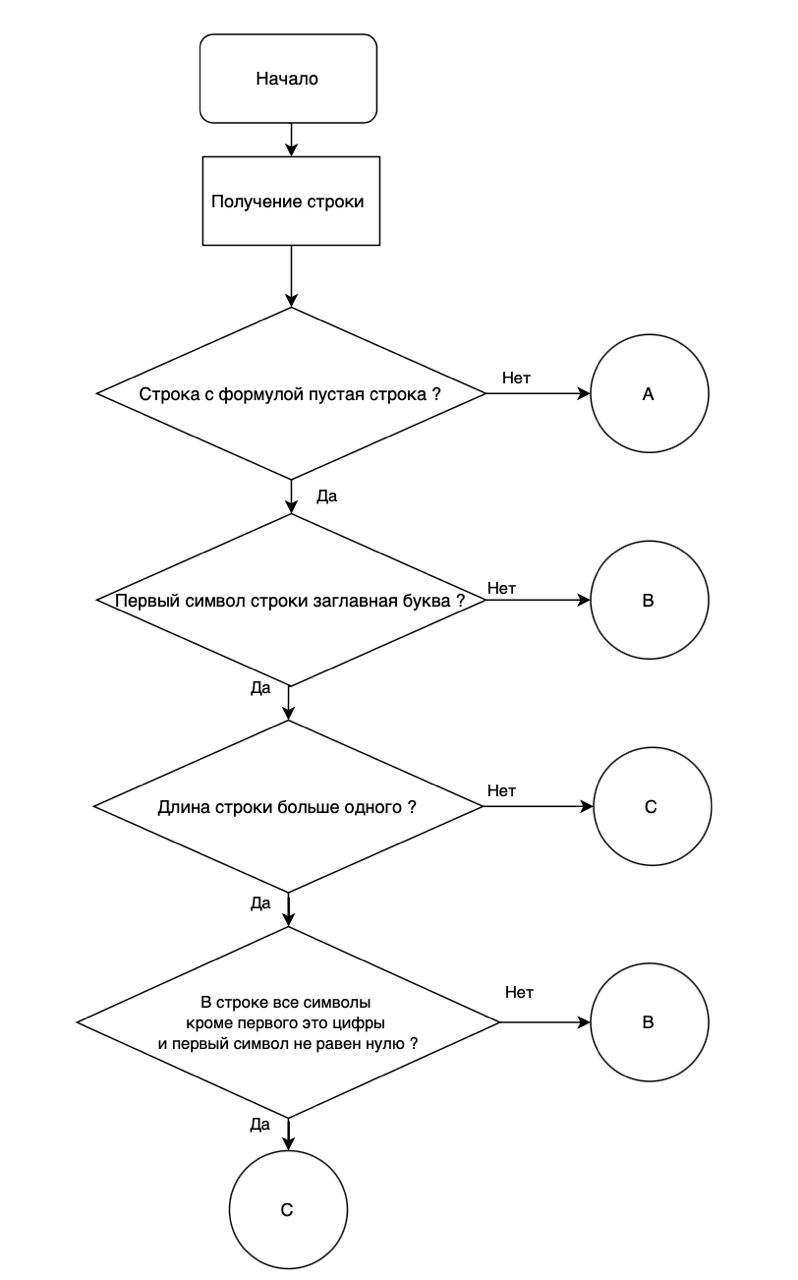 Начало
Получение строки
Строка с формулой пустая строка ?
Нет
A
Да
Первый символ строки заглавная буква ?
Нет
B
Да
Длина строки больше одного ?
Нет
C
Да
В строке все символы
кроме первого это цифры
и первый символ не равен нулю ?
Нет
B
Да
C